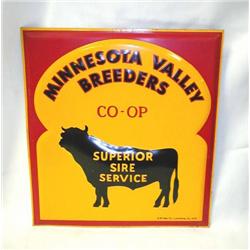 MINNESOTA VALLEY
BREEDERS
CO-OP
SUPERIOR
SIRE
SERVICE